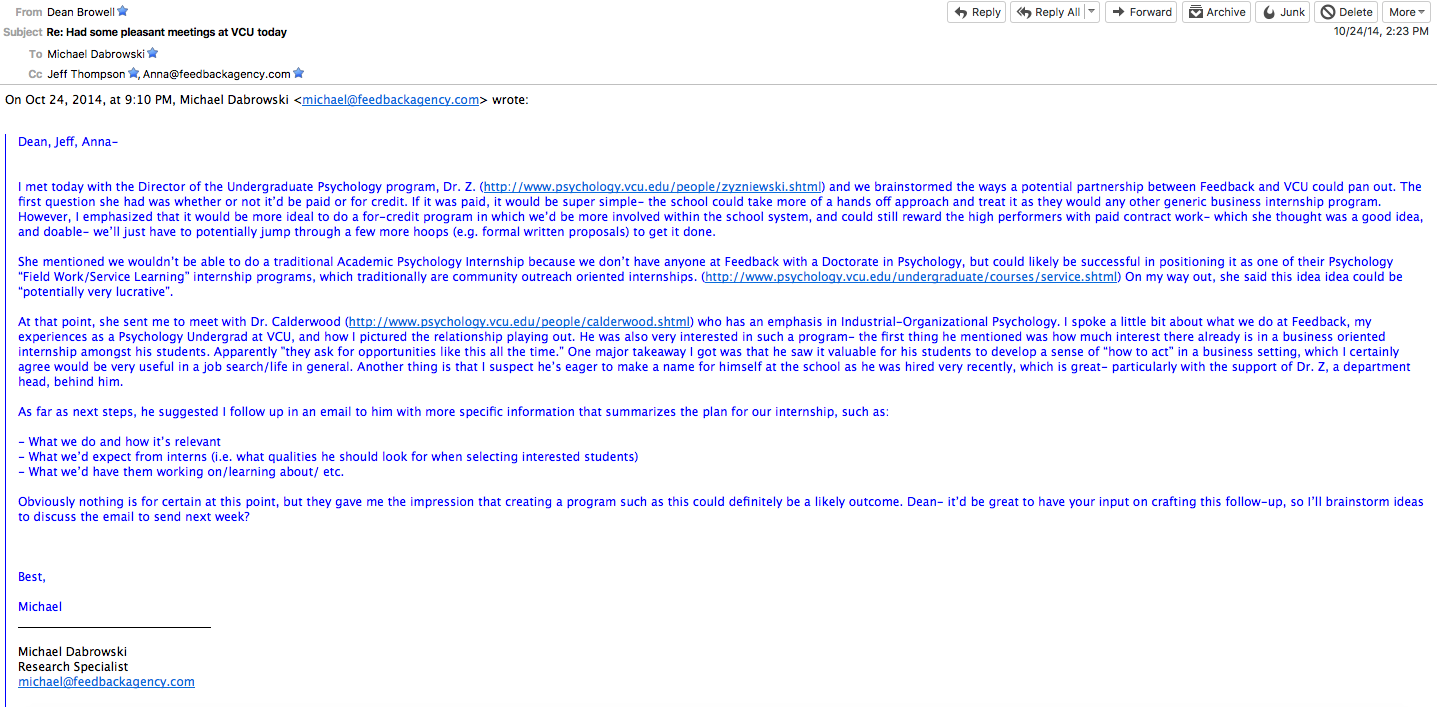 From Dean Browell
Reply Reply All Forward Archive Junk Delete More
Subject Re: Had some pleasant meetings at VCU today
10/24/14, 2:23 PM
To Michael Dabrowski
Cc Jeff Thompson, Anna@feedbackagency.com
On Oct 24, 2014, at 9:10 PM, Michael Dabrowski <michael@feedbackagency.com> wrote:
Dean, Jeff, Anna–
I met today with the Director of the Undergraduate Psychology program, Dr. Z. (http://www.psychology.vcu.edu/people/zyzniewski.shtml) and we brainstormed the ways a potential partnership between Feedback and VCU could pan out. The
first question she had was whether or not it'd be paid or for credit. If it was paid, it would be super simple– the school could take more of a hands off approach and treat it as they would any other generic business internship program.
However, I emphasized that it would be more ideal to do a for–credit program in which we'd be more involved within the school system, and could still reward the high performers with paid contract work– which she thought was a good idea,
and doable– we'll just have to potentially jump through a few more hoops (e.g. formal written proposals) to get it done.
She mentioned we wouldn't be able to do a traditional Academic Psychology Internship because we don't have anyone at Feedback with a Doctorate in Psychology, but could likely be successful in positioning it as one of their Psychology
“Field Work/Service Learning” internship programs, which traditionally are community outreach oriented internships. (http://www.psychology.vcu.edu/undergraduate/courses/service.shtml) On my way out, she said this idea idea could be
“potentially very lucrative”.
At that point, she sent me to meet with Dr. Calderwood (http://www.psychology.vcu.edu/people/calderwood.shtml) who has an emphasis in Industrial–Organizational Psychology. I spoke a little bit about what we do at Feedback, my
experiences as a Psychology Undergrad at VCU, and how I pictured the relationship playing out. He was also very interested in such a program– the first thing he mentioned was how much interest there already is in a business oriented
internship amongst his students. Apparently "they ask for opportunities like this all the time." One major takeaway I got was that he saw it valuable for his students to develop a sense of “how to act” in a business setting, which I certainly
agree would be very useful in a job search/life in general. Another thing is that I suspect he's eager to make a name for himself at the school as he was hired very recently, which is great– particularly with the support of Dr. Z, a department
head, behind him.
As far as next steps, he suggested I follow up in an email to him with more specific information that summarizes the plan for our internship, such as:
– What we do and how it's relevant
– What we'd expect from interns (i.e. what qualities he should look for when selecting interested students)
– What we'd have them working on/learning about/ etc.
Obviously nothing is for certain at this point, but they gave me the impression that creating a program such as this could definitely be a likely outcome. Dean– it'd be great to have your input on crafting this follow–up, so I'll brainstorm ideas
to discuss the email to send next week?
Best,
Michael
Michael Dabrowski
Research Specialist
michael@feedbackagency.com